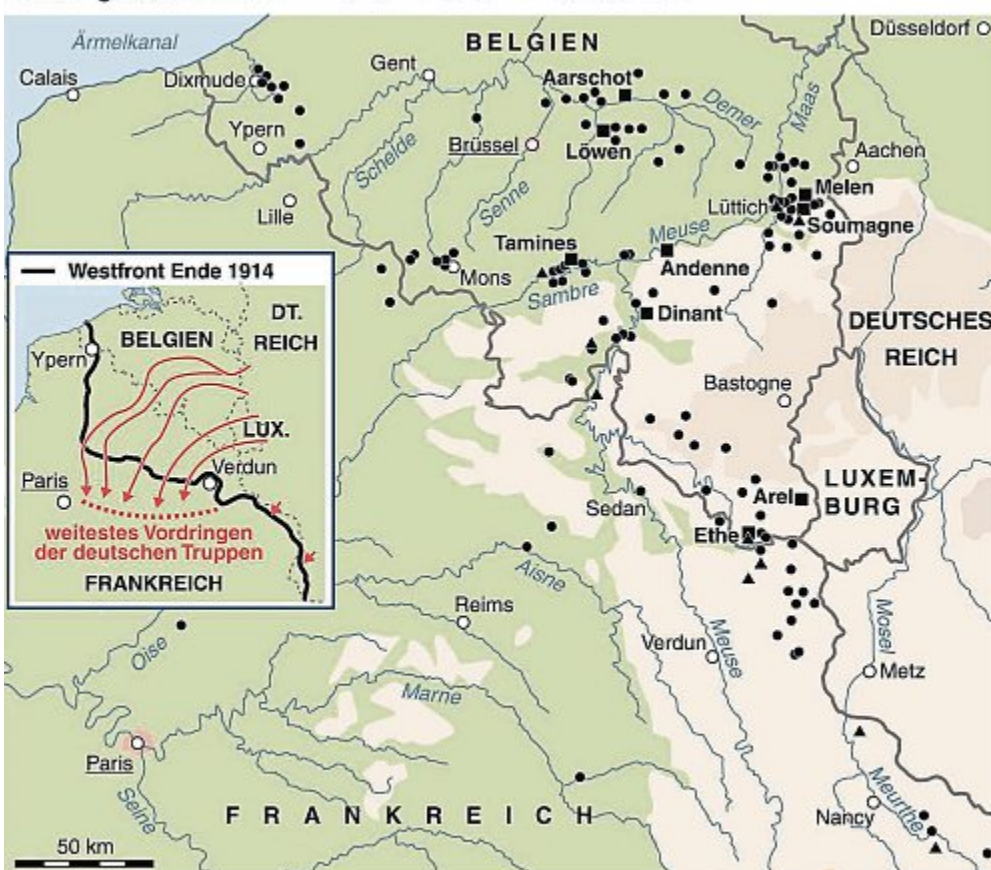 Ärmelkanal
BELGIEN
Düsseldorf
Calais
Dixmude
Gent
Aarschot
Demer
Maas
Ypern
Schelde
Brüssel
Löwen
Aachen
Lille
Senne
Melen
Lüttich
Soumagne
Tamines
Meuse
Mons
Andenne
Sambre
Dinant
DEUTSCHES
REICH
Bastogne
LUXEM-
BURG
Sedan
Arel
Ethe
Aisne
Reims
Oise
Verdun
Meuse
Mosel
Metz
Marne
Paris
Seine
FRANKREICH
Nancy
Meurthe
50 km
Westfront Ende 1914
DT.
REICH
BELGIEN
Ypern
LUX.
Verdun
Paris
weitestes Vordringen
der deutschen Truppen
FRANKREICH